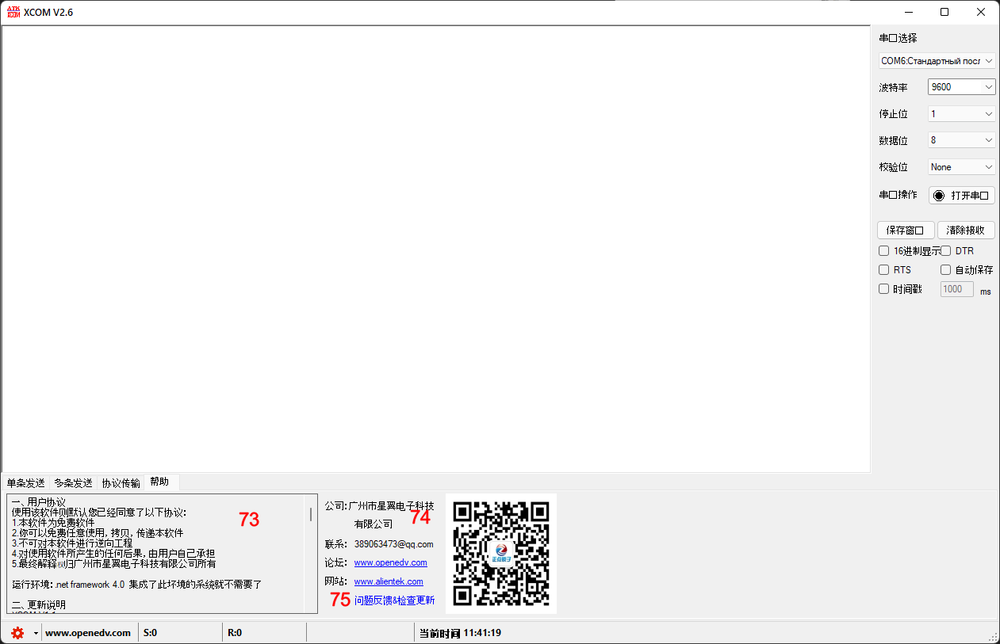 ATK XCOM XCOM V2.6
串口选择
COM6:Стандартный посл
波特率 9600
停止位 1
数据位 8
校验位 None
串口操作 打开串口
保存窗口 清除接收
16进制显示 DTR
RTS 自动保存
时间戳 1000 ms
单条发送 多条发送 协议传输 帮助
一、用户协议
使用该软件则默认您已经同意了以下协议:
1.本软件为免费软件
2.你可以免费任意使用, 拷贝, 传递本软件
3.不可对本软件进行逆向工程
4.对使用软件所产生的任何后果, 由用户自己承担
5.最终解释权归广州市星翼电子科技有限公司所有
运行环境: .net framework 4.0 集成了此坏境的系统就不需要了
二、更新说明
73
公司:广州市星翼电子科技
有限公司
74
联系: 389063473@qq.com
论坛: www.openedv.com
网站: www.alientek.com
75 问题反馈&检查更新
正点原子
www.openedv.com S:0 R:0 当前时间 11:41:19